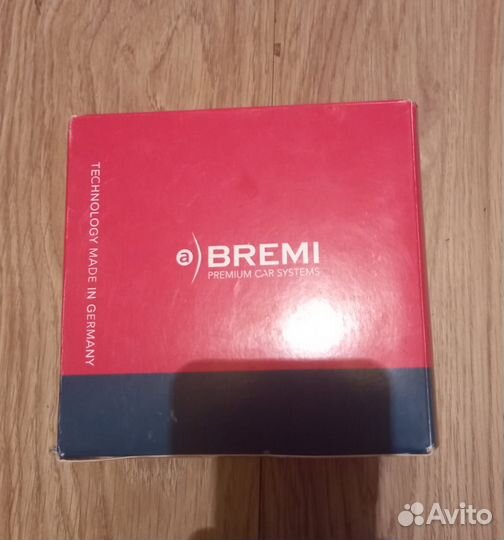 TECHNOLOGY MADE IN GERMANY
a) BREMI
PREMIUM CAR SYSTEMS
Avito